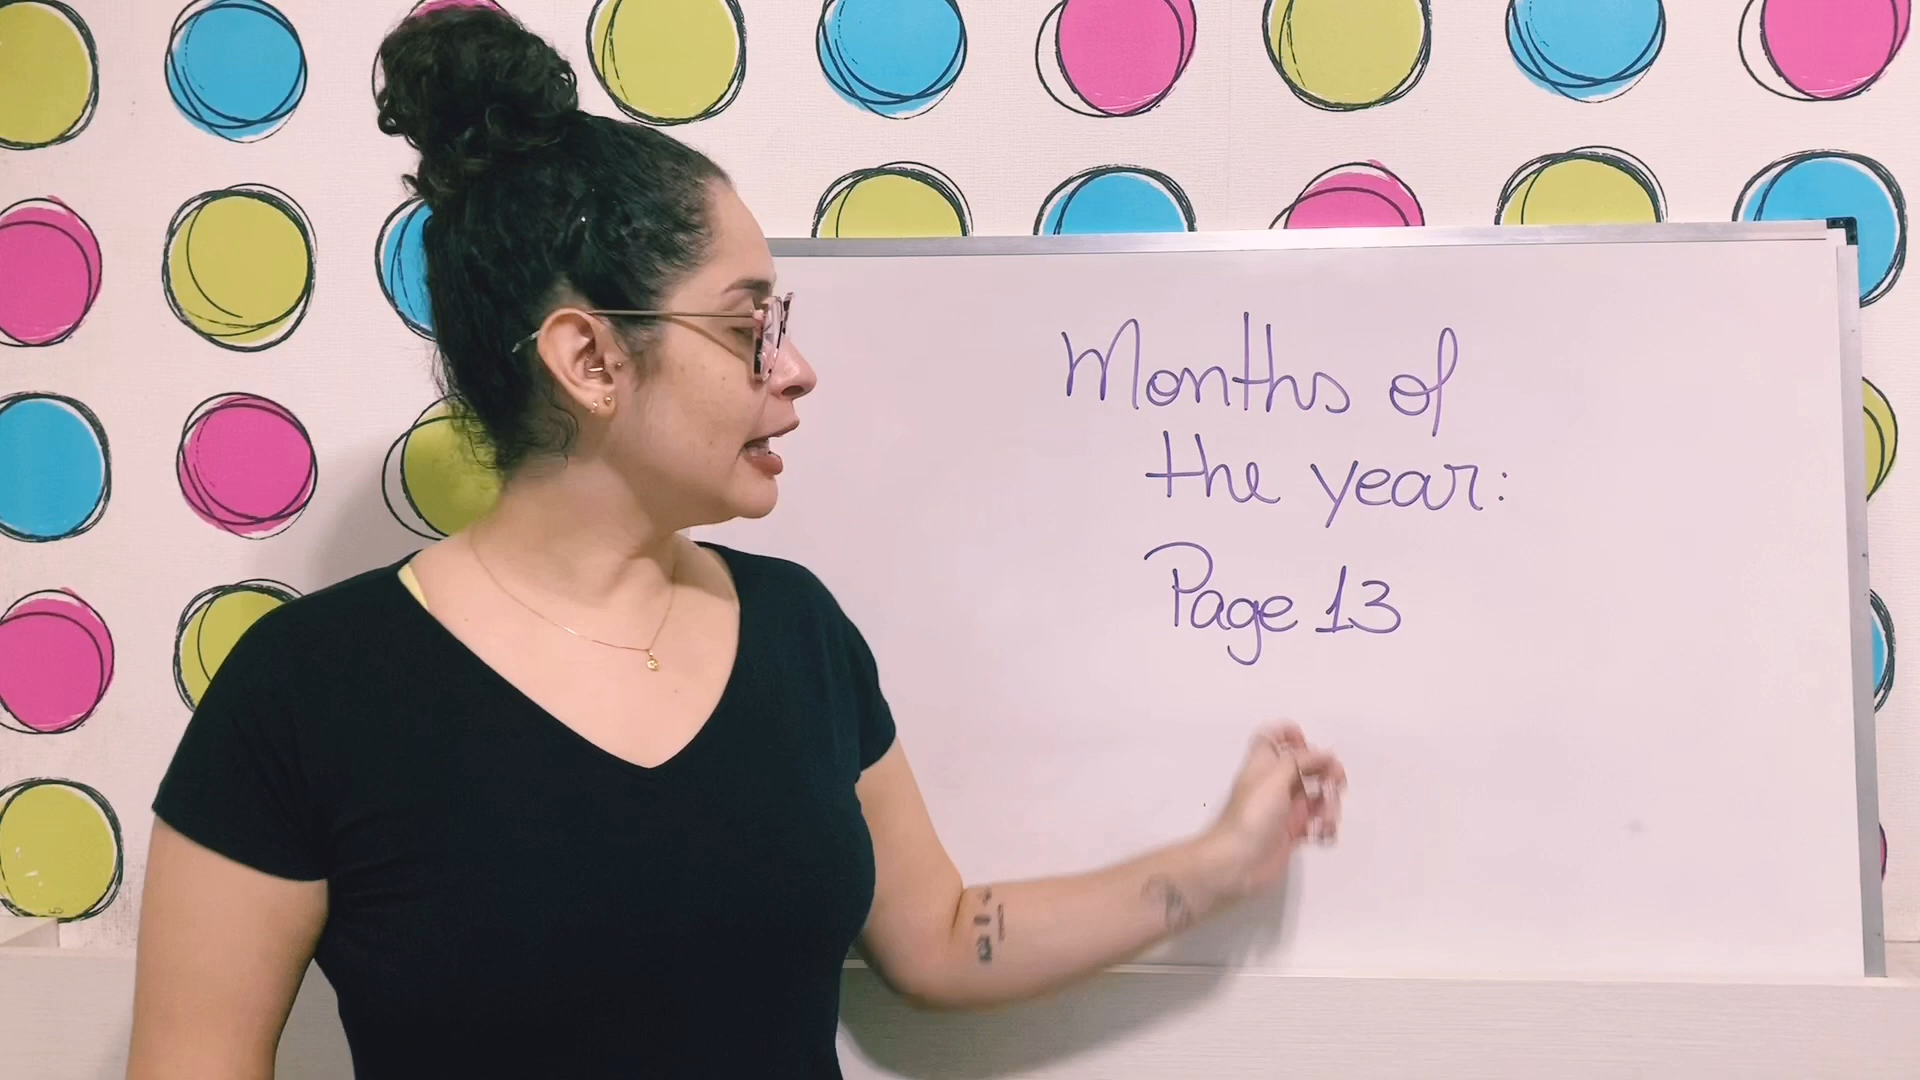 Months of
the year:
Page 13